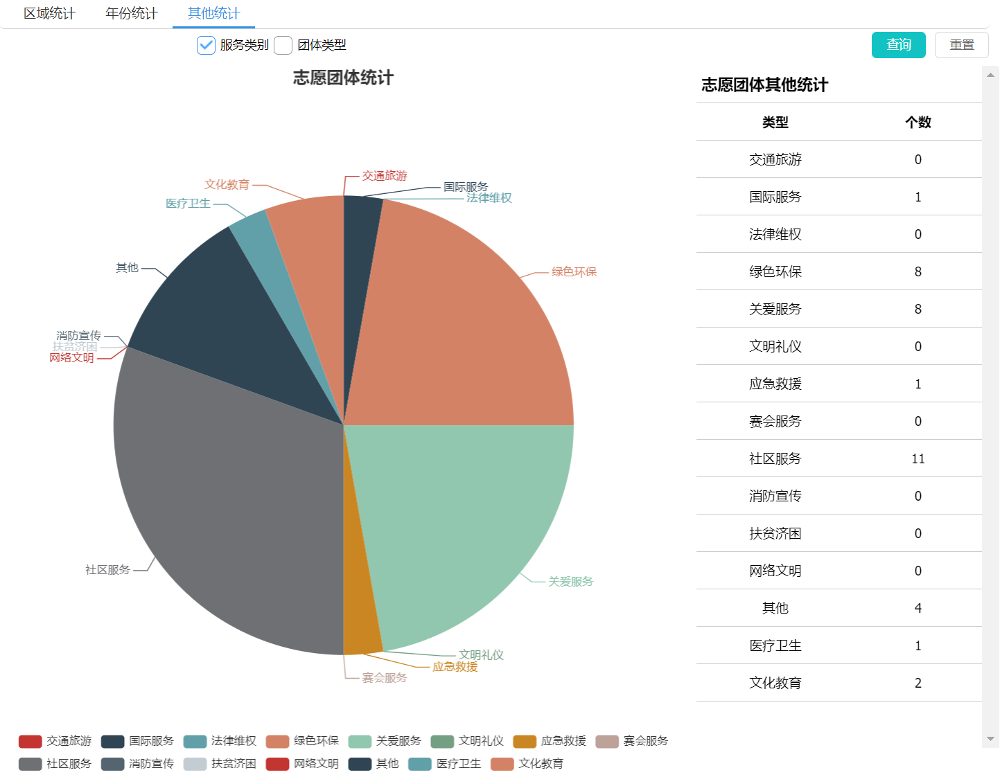 区域统计 年份统计 其他统计
服务类别 团体类型 查询 重置
志愿团体统计
交通旅游
国际服务
法律维权
文化教育
医疗卫生
绿色环保
其他
消防宣传
扶贫济困
网络文明
社区服务
关爱服务
文明礼仪
应急救援
赛会服务
交通旅游 国际服务 法律维权 绿色环保 关爱服务 文明礼仪 应急救援 赛会服务
社区服务 消防宣传 扶贫济困 网络文明 其他 医疗卫生 文化教育
志愿团体其他统计
类型 个数
交通旅游 0
国际服务 1
法律维权 0
绿色环保 8
关爱服务 8
文明礼仪 0
应急救援 1
赛会服务 0
社区服务 11
消防宣传 0
扶贫济困 0
网络文明 0
其他 4
医疗卫生 1
文化教育 2